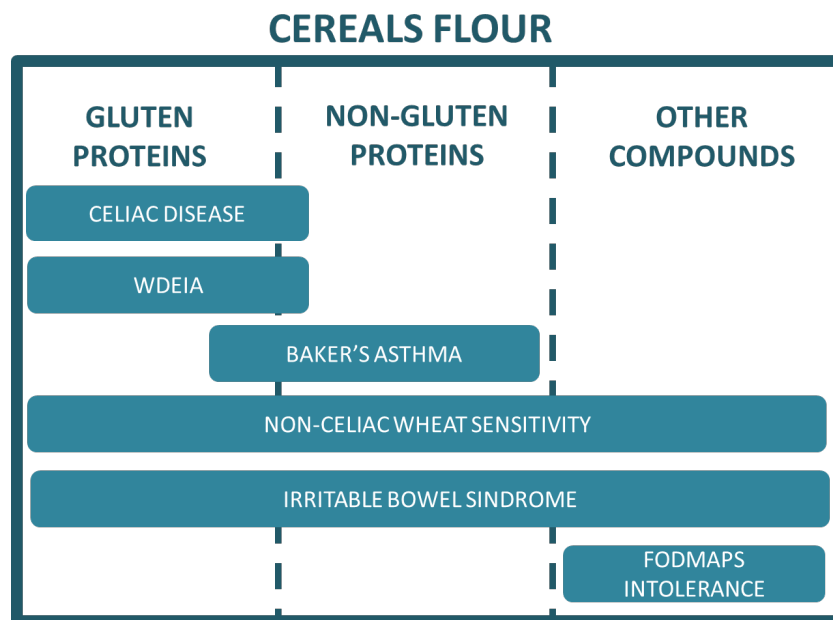 CEREALS FLOUR
GLUTEN
PROTEINS
NON-GLUTEN
PROTEINS
OTHER
COMPOUNDS
CELIAC DISEASE
WDEIA
BAKER'S ASTHMA
NON-CELIAC WHEAT SENSITIVITY
IRRITABLE BOWEL SINDROME
FODMAPS
INTOLERANCE